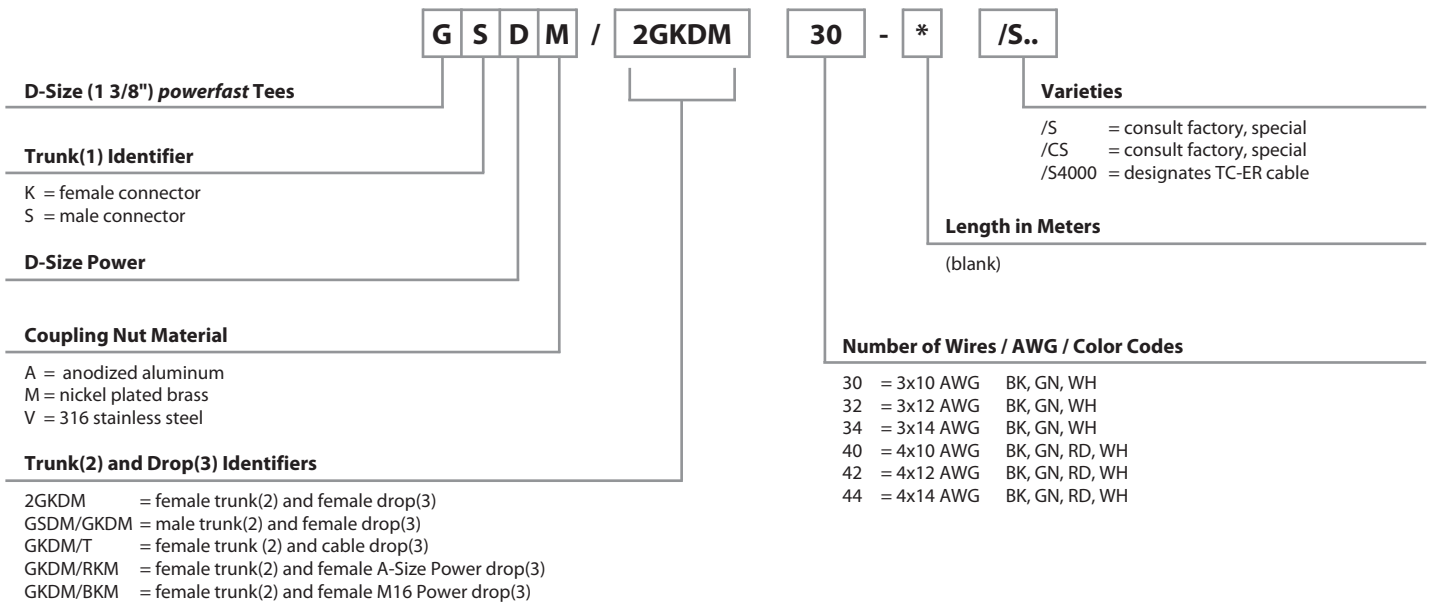 G S D M / 2GKDM 30 - * /S..
D-Size (1 3/8") powerfast Tees
Trunk(1) Identifier
K = female connector
S = male connector
D-Size Power
Coupling Nut Material
A = anodized aluminum
M = nickel plated brass
V = 316 stainless steel
Trunk(2) and Drop(3) Identifiers
2GKDM = female trunk(2) and female drop(3)
GSDM/GKDM = male trunk(2) and female drop(3)
GKDM/T = female trunk (2) and cable drop(3)
GKDM/RKM = female trunk(2) and female A-Size Power drop(3)
GKDM/BKM = female trunk(2) and female M16 Power drop(3)
Varieties
/S = consult factory, special
/CS = consult factory, special
/S4000 = designates TC-ER cable
Length in Meters
(blank)
Number of Wires / AWG / Color Codes
30 = 3x10 AWG BK, GN, WH
32 = 3x12 AWG BK, GN, WH
34 = 3x14 AWG BK, GN, WH
40 = 4x10 AWG BK, GN, RD, WH
42 = 4x12 AWG BK, GN, RD, WH
44 = 4x14 AWG BK, GN, RD, WH